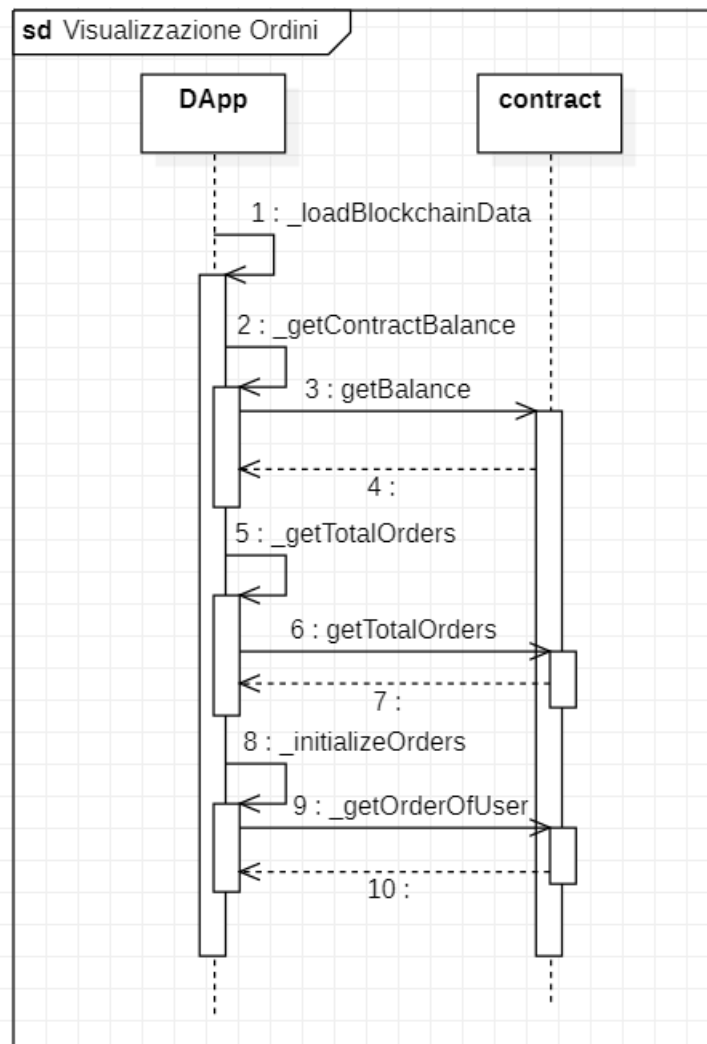 sd Visualizzazione Ordini
DApp
contract
1 : _loadBlockchainData
2 : _getContractBalance
3 : getBalance
4 :
5 : _getTotalOrders
6 : getTotalOrders
7 :
8 : _initializeOrders
9 : _getOrderOfUser
10 :